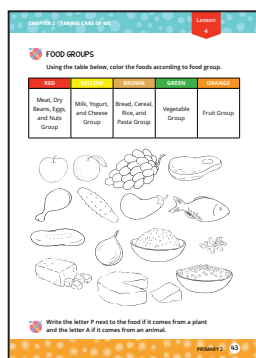 CHAPTER 2 TAKING CARE OF ME
Lesson
4
FOOD GROUPS
Using the table below, color the foods according to food group.
RED YELLOW BROWN GREEN ORANGE
Meat, Dry Beans, Eggs, and Nuts Group
Milk, Yogurt, and Cheese Group
Bread, Cereal, Rice, and Pasta Group
Vegetable Group
Fruit Group
Write the letter P next to the food if it comes from a plant
and the letter A if it comes from an animal.
PRIMARY 2 43